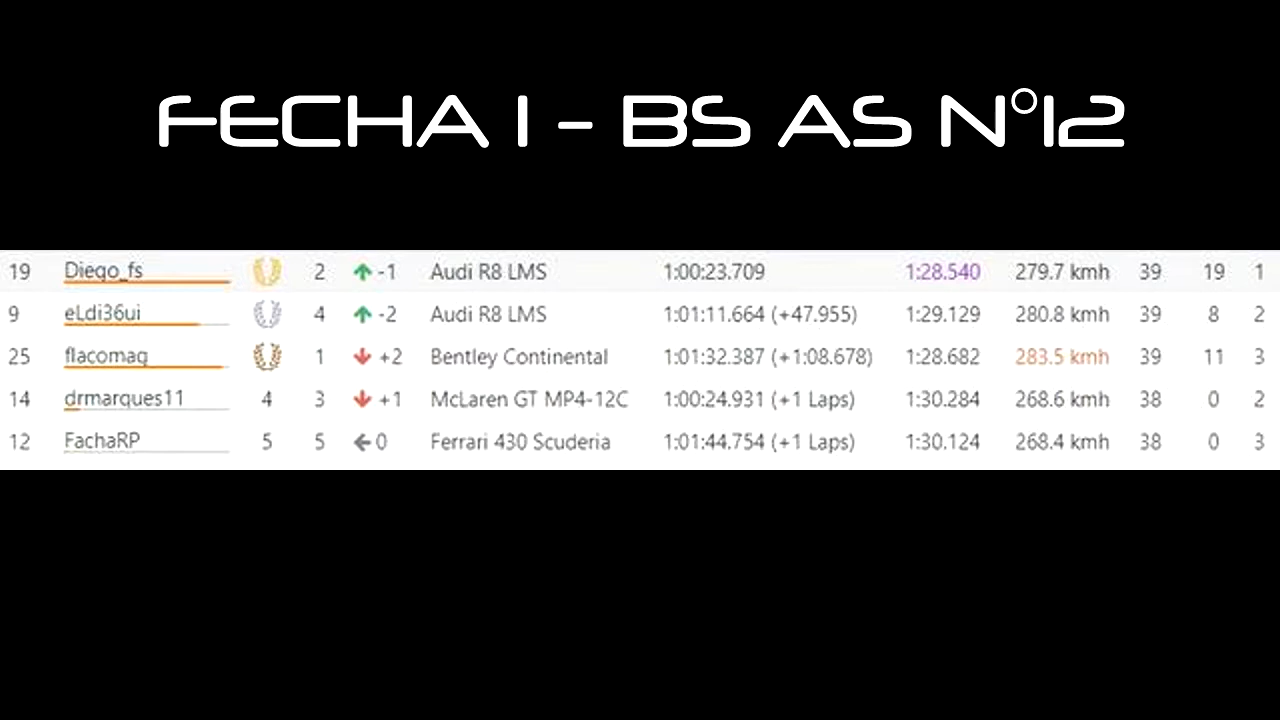 FECHA 1 - BS AS N°12
19 Diego_fs 2 -1 Audi R8 LMS 1:00:23.709 1:28.540 279.7 kmh 39 19 1
9 eLdi36ui 4 -2 Audi R8 LMS 1:01:11.664 (+47.955) 1:29.129 280.8 kmh 39 8 2
25 flacomaq 1 +2 Bentley Continental 1:01:32.387 (+1:08.678) 1:28.682 283.5 kmh 39 11 3
14 drmarques11 4 3 +1 McLaren GT MP4-12C 1:00:24.931 (+1 Laps) 1:30.284 268.6 kmh 38 0 2
12 FachaRP 5 5 0 Ferrari 430 Scuderia 1:01:44.754 (+1 Laps) 1:30.124 268.4 kmh 38 0 3